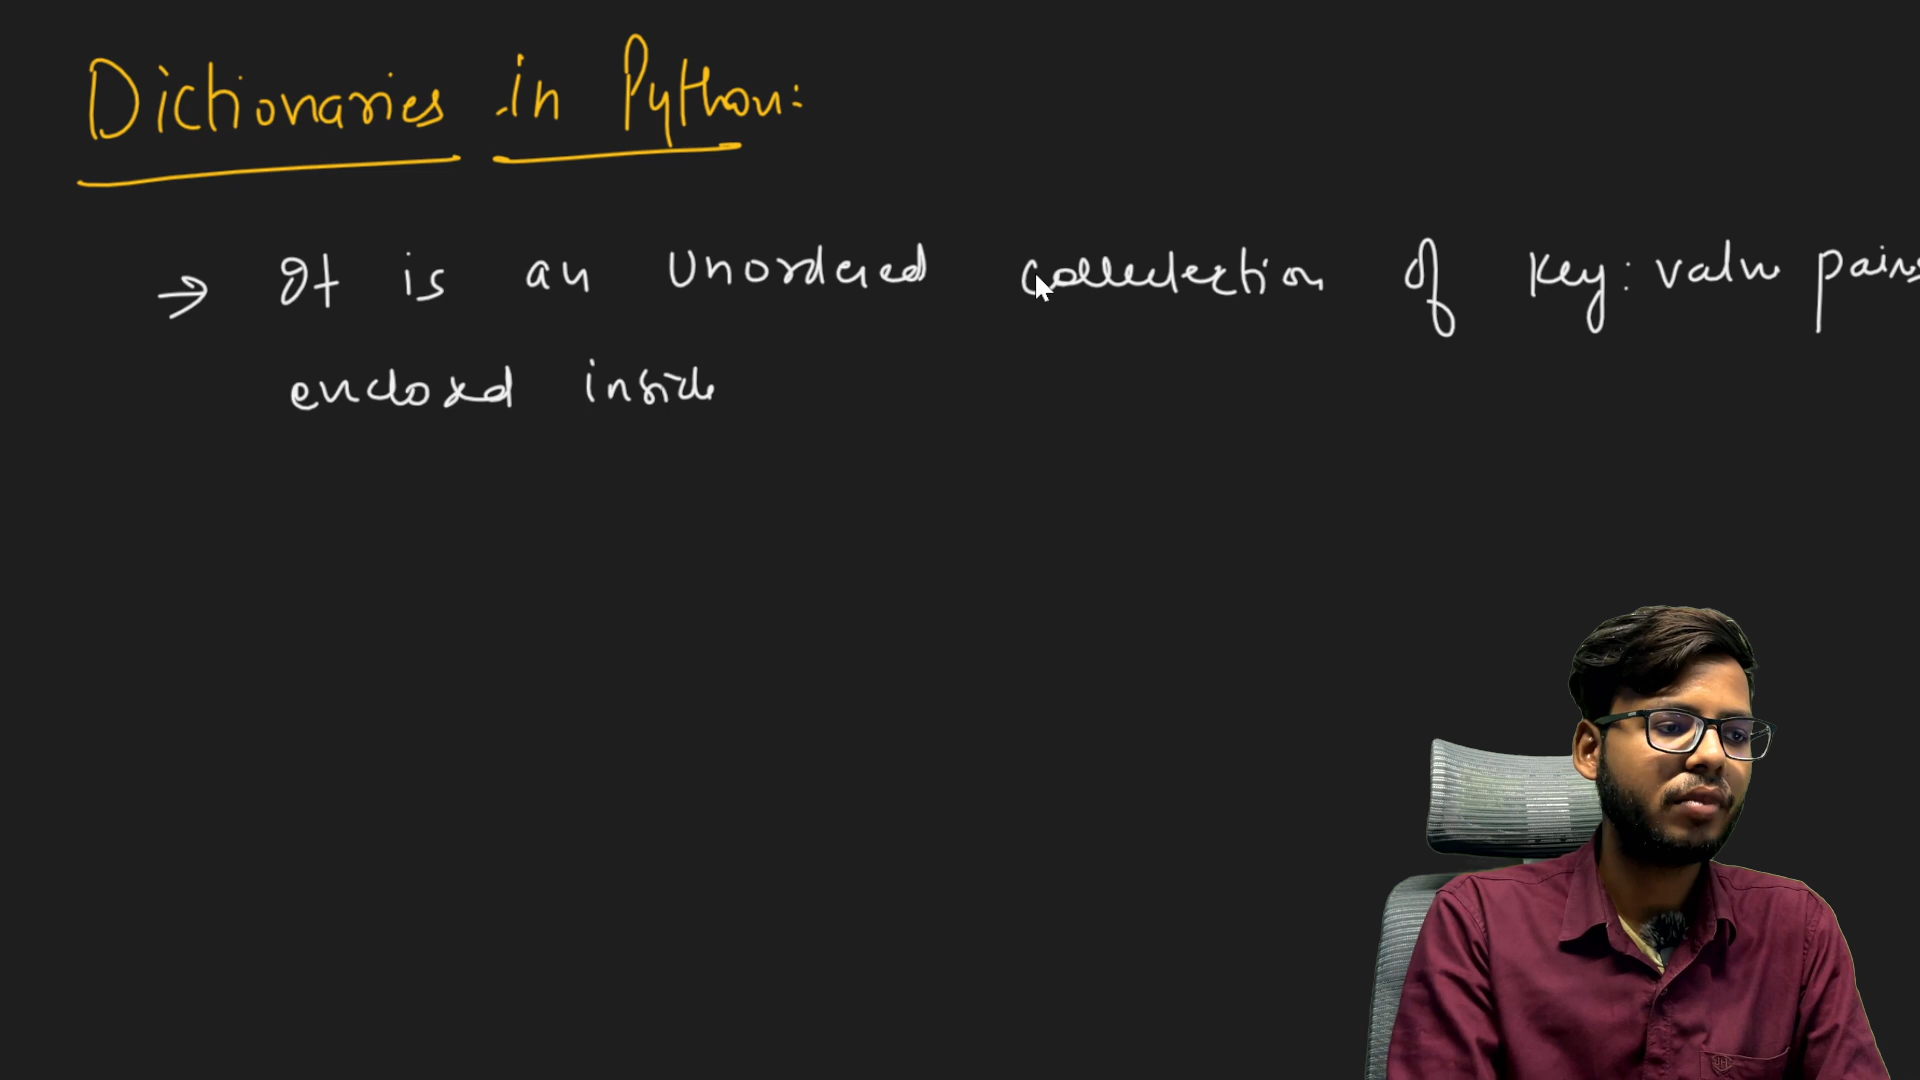 Dictionaries in Python:
→ It is an unordered collection of key: value pairs
enclosed inside